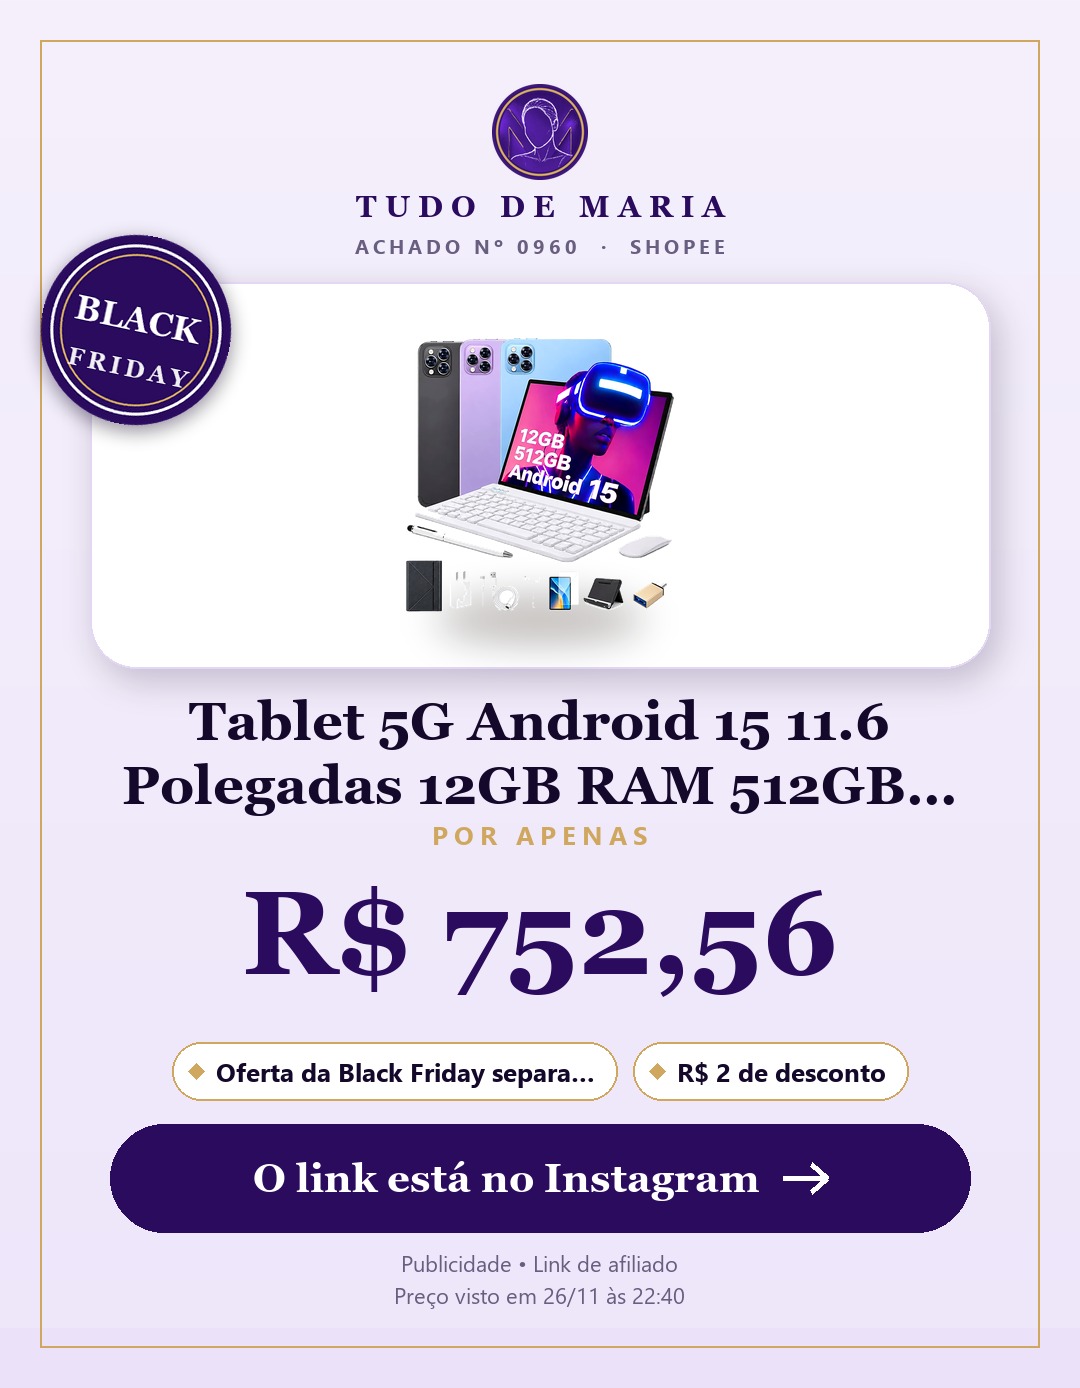 TUDO DE MARIA
ACHADO Nº 0960 · SHOPEE
BLACK
FRIDAY
12GB
512GB
Android 15
Tablet 5G Android 15 11.6
Polegadas 12GB RAM 512GB...
POR APENAS
R$ 752,56
Oferta da Black Friday separa...
R$ 2 de desconto
O link está no Instagram →
Publicidade • Link de afiliado
Preço visto em 26/11 às 22:40